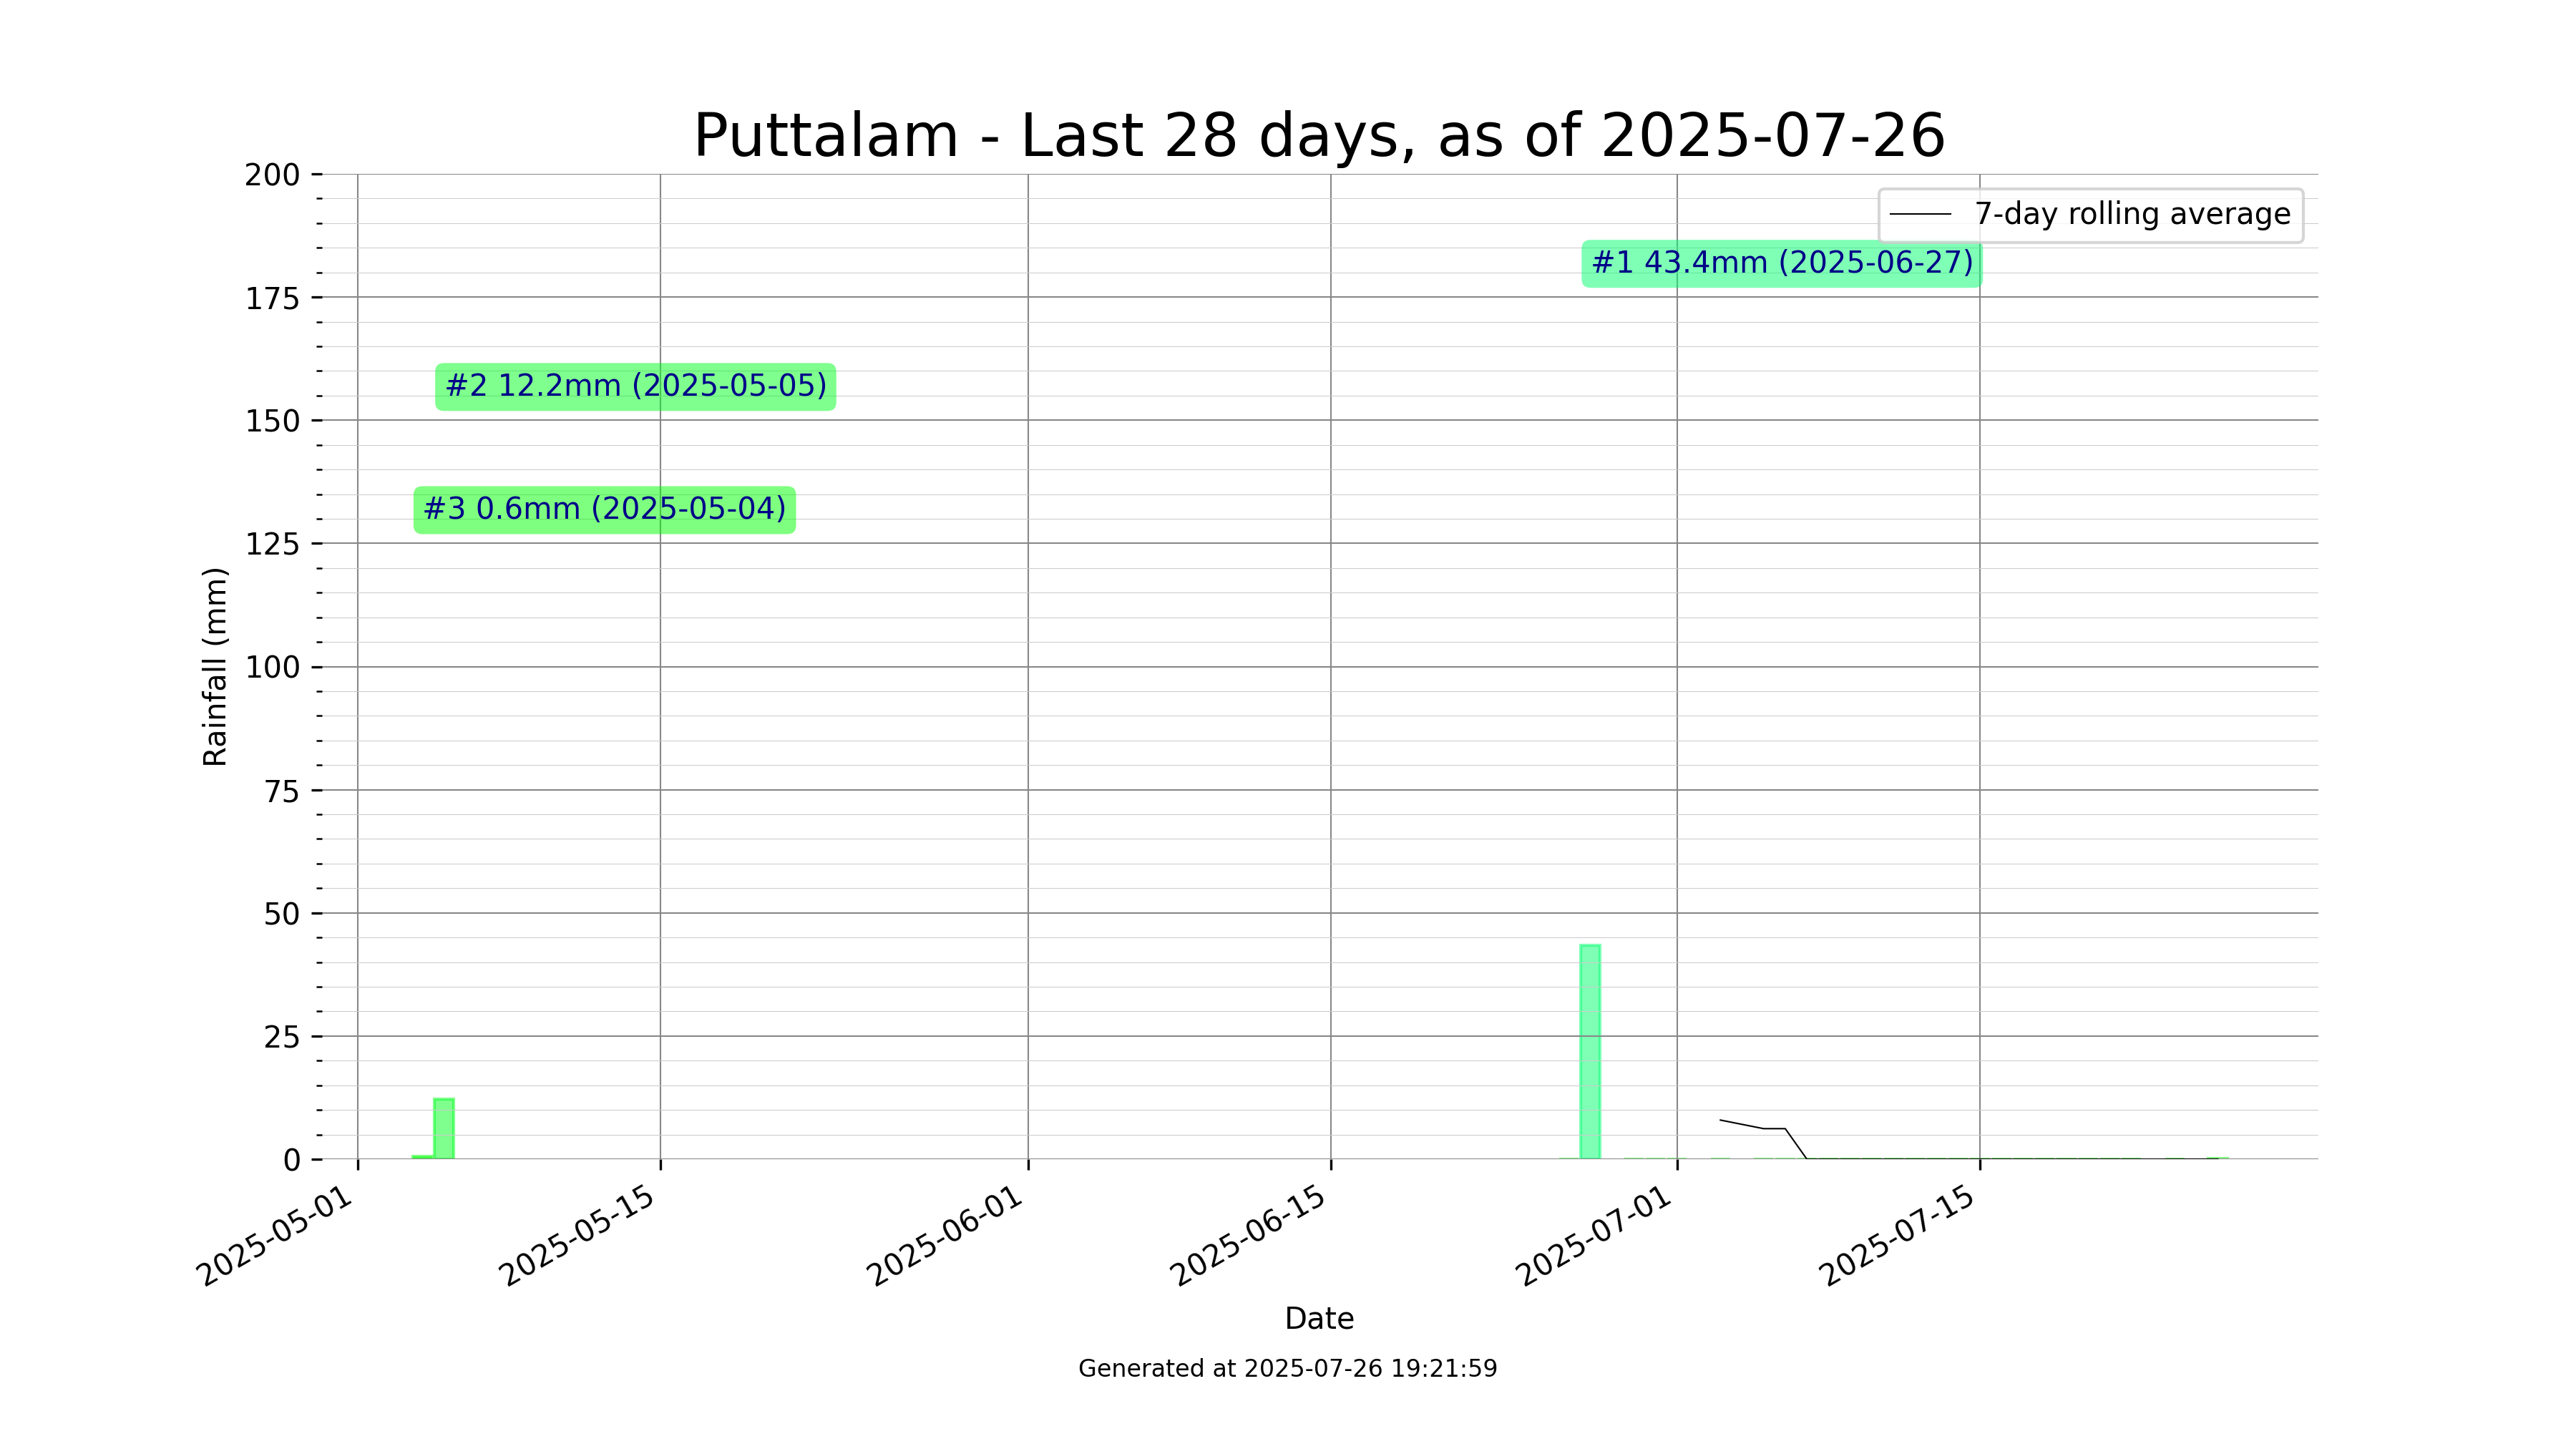 Puttalam - Last 28 days, as of 2025-07-26
7-day rolling average
#1 43.4mm (2025-06-27)
#2 12.2mm (2025-05-05)
#3 0.6mm (2025-05-04)
Rainfall (mm)
200
175
150
125
100
75
50
25
0
2025-05-01
2025-05-15
2025-06-01
2025-06-15
2025-07-01
2025-07-15
Date
Generated at 2025-07-26 19:21:59